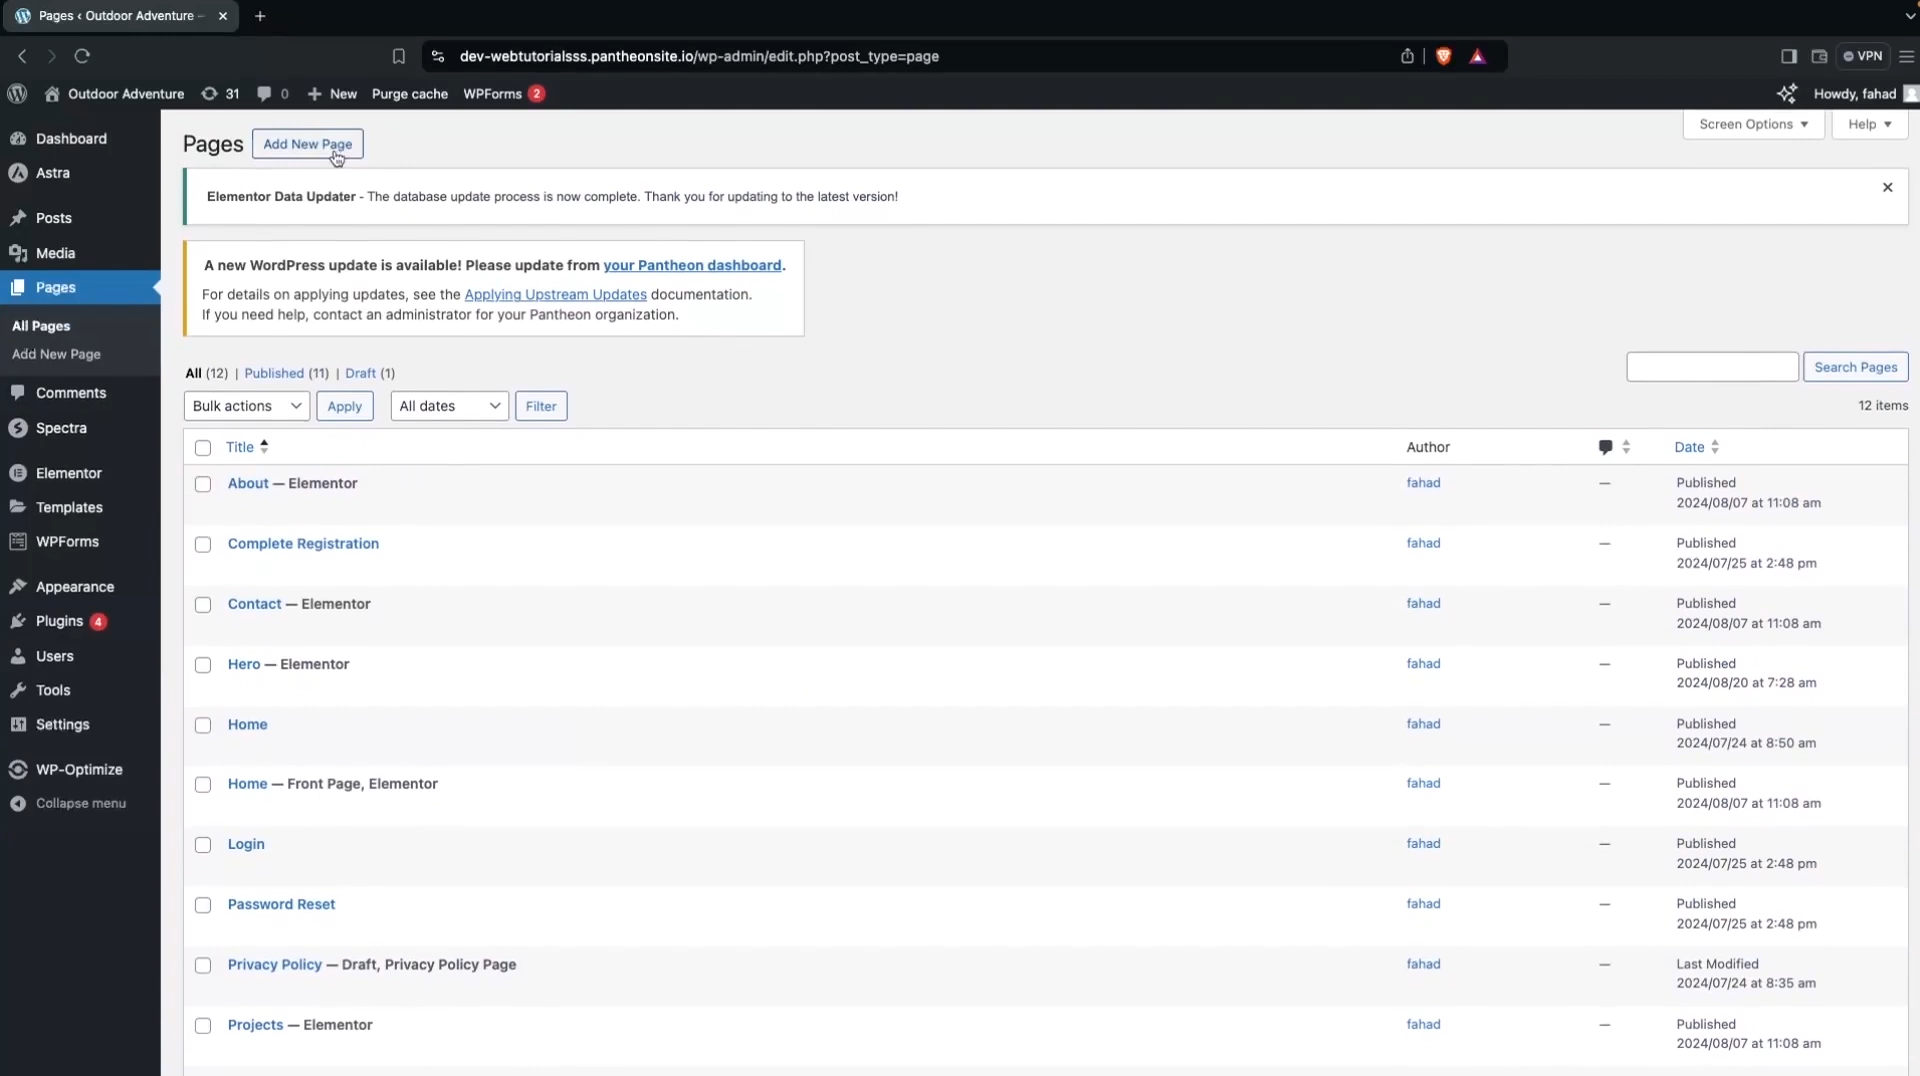 Pages ‹ Outdoor Adventure –
dev-webtutorialsss.pantheonsite.io/wp-admin/edit.php?post_type=page
VPN
Outdoor Adventure 31 0 New Purge cache WPForms 2
Howdy, fahad
Dashboard
Astra
Posts
Media
Pages
All Pages
Add New Page
Comments
Spectra
Elementor
Templates
WPForms
Appearance
Plugins 4
Users
Tools
Settings
WP-Optimize
Collapse menu
Pages Add New Page
Screen Options Help
Elementor Data Updater - The database update process is now complete. Thank you for updating to the latest version!
A new WordPress update is available! Please update from your Pantheon dashboard.
For details on applying updates, see the Applying Upstream Updates documentation.
If you need help, contact an administrator for your Pantheon organization.
All (12) | Published (11) | Draft (1)
Search Pages
Bulk actions Apply All dates Filter
12 items
Title Author Date
About — Elementor fahad — Published
2024/08/07 at 11:08 am
Complete Registration fahad — Published
2024/07/25 at 2:48 pm
Contact — Elementor fahad — Published
2024/08/07 at 11:08 am
Hero — Elementor fahad — Published
2024/08/20 at 7:28 am
Home fahad — Published
2024/07/24 at 8:50 am
Home — Front Page, Elementor fahad — Published
2024/08/07 at 11:08 am
Login fahad — Published
2024/07/25 at 2:48 pm
Password Reset fahad — Published
2024/07/25 at 2:48 pm
Privacy Policy — Draft, Privacy Policy Page fahad — Last Modified
2024/07/24 at 8:35 am
Projects — Elementor fahad — Published
2024/08/07 at 11:08 am